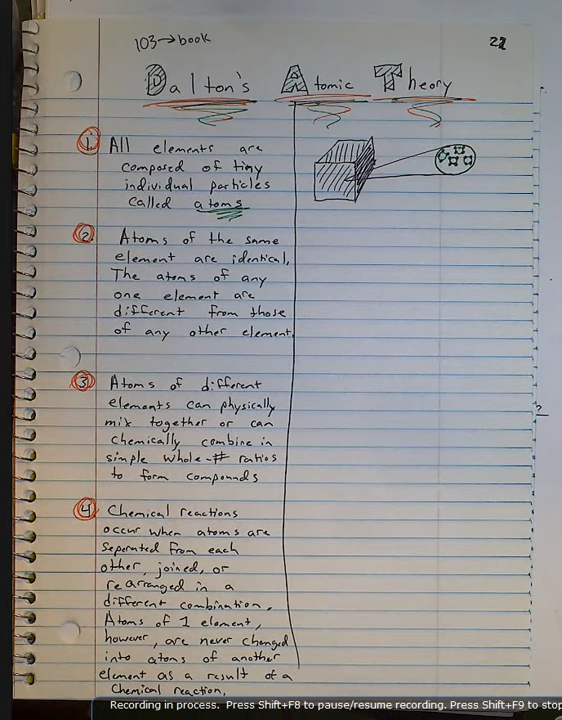 103→book
22
Dalton's Atomic Theory
1. All elements are
composed of tiny
individual particles
called atoms
2. Atoms of the same
element are identical.
The atoms of any
one element are
different from those
of any other element.
3. Atoms of different
elements can physically
mix together or can
chemically combine in
simple whole-# ratios
to form compounds
4. Chemical reactions
occur when atoms are
separated from each
other, joined, or
rearranged in a
different combination.
Atoms of 1 element,
however, are never changed
into atoms of another
element as a result of a
chemical reaction.
?
Recording in process. Press Shift+F8 to pause/resume recording. Press Shift+F9 to stop